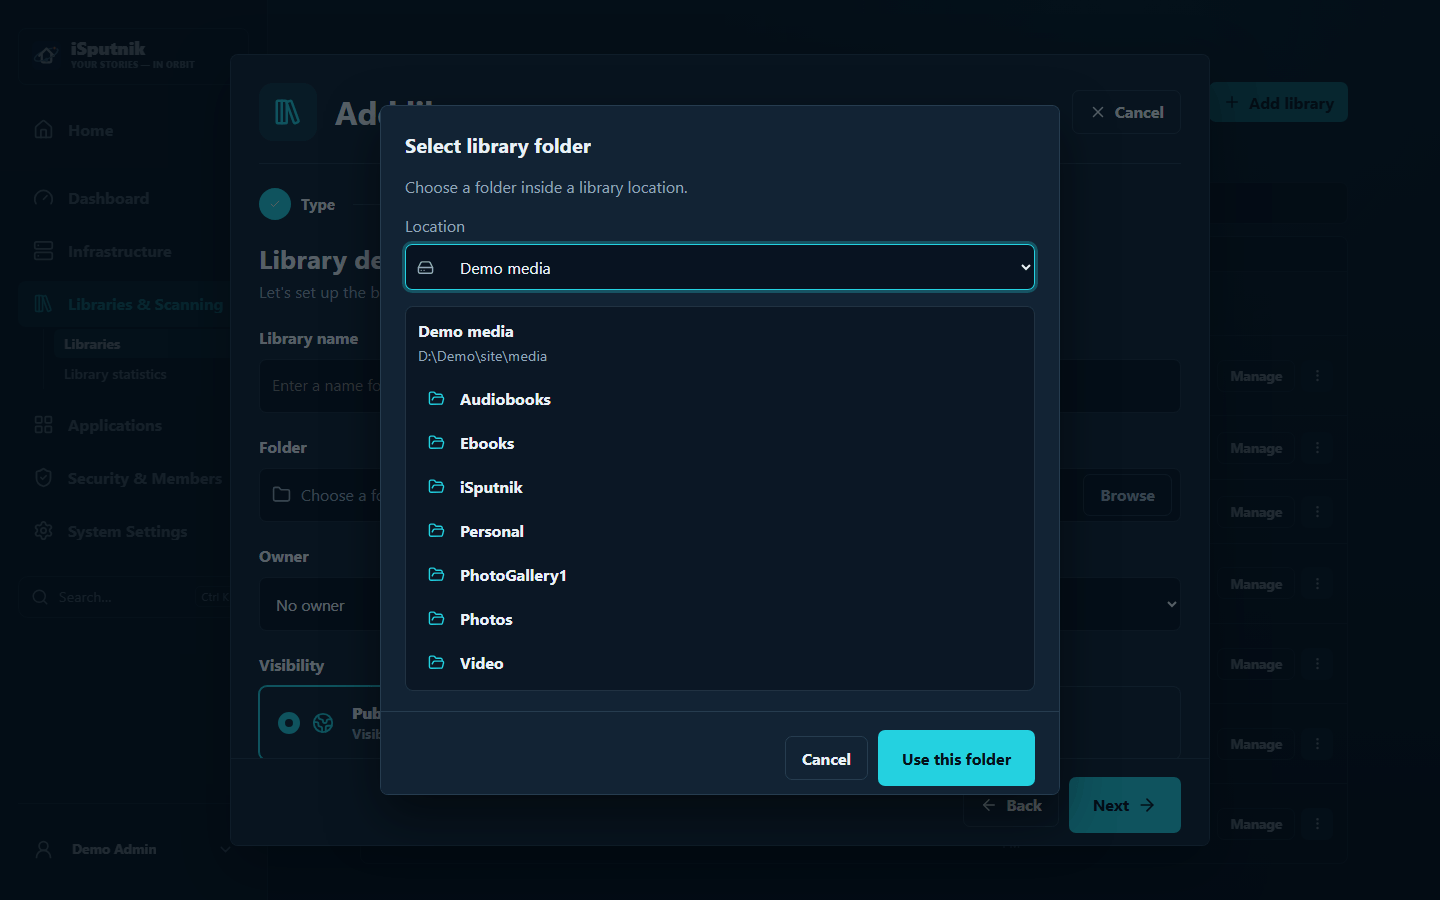 iSputnik
YOUR STORIES — IN ORBIT
Home
Dashboard
Infrastructure
Libraries & Scanning
Libraries
Library statistics
Applications
Security & Members
System Settings
Search...
Ctrl K
Demo Admin
Add library
Cancel
Type
Library de
Let's set up the b
Library name
Enter a name fo
Folder
Choose a fo
Browse
Owner
No owner
Visibility
Pub
Visib
Back
Next
Manage
Manage
Manage
Manage
Manage
Manage
Manage
Select library folder
Choose a folder inside a library location.
Location
Demo media
Demo media
D:\Demo\site\media
Audiobooks
Ebooks
iSputnik
Personal
PhotoGallery1
Photos
Video
Cancel
Use this folder